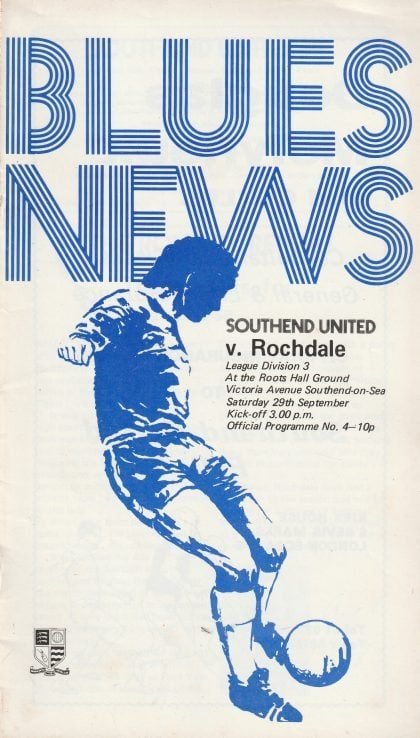 BLUES
NEWS
SOUTHEND UNITED
v. Rochdale
League Division 3
At the Roots Hall Ground
Victoria Avenue Southend-on-Sea
Saturday 29th September
Kick-off 3.00 p.m.
Official Programme No. 4—10p